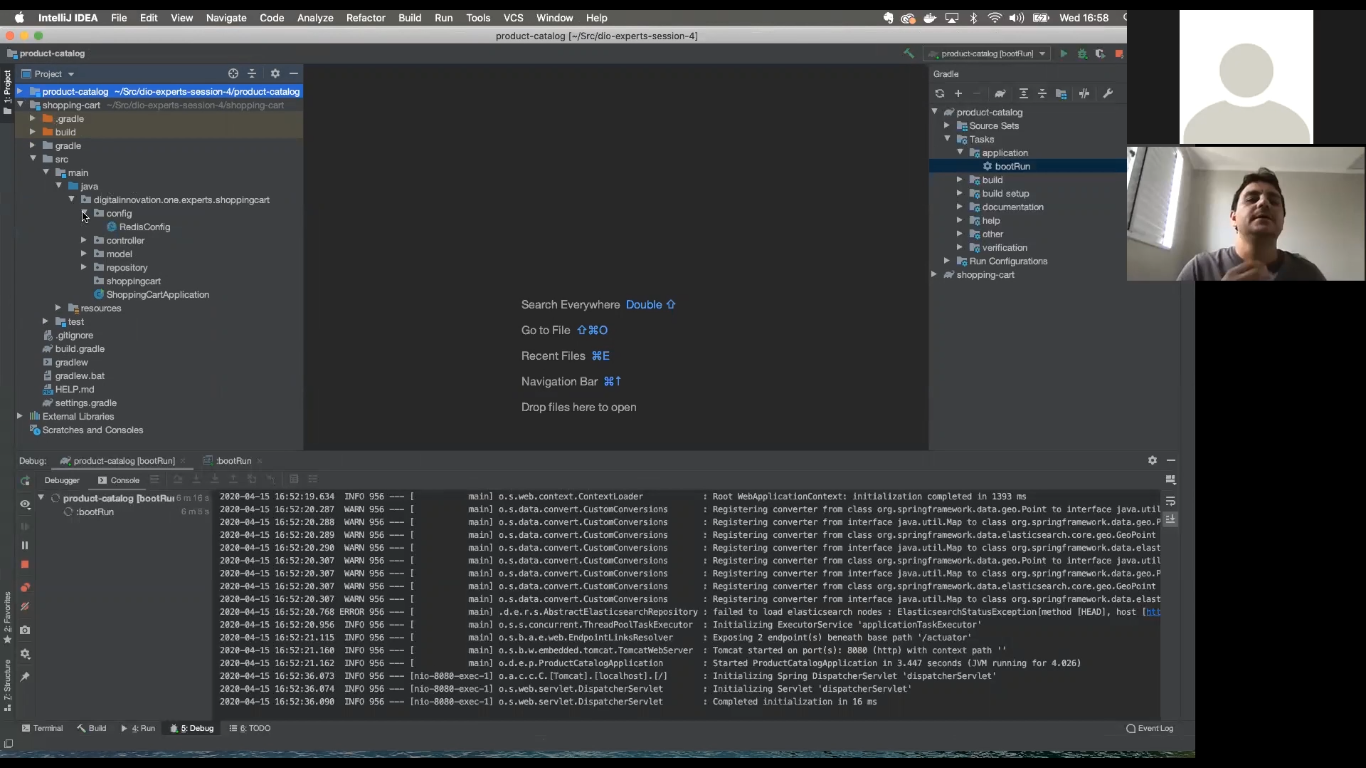 IntelliJ IDEA File Edit View Navigate Code Analyze Refactor Build Run Tools VCS Window Help Wed 16:58
product-catalog [~/Src/dio-experts-session-4]
product-catalog product-catalog [bootRun]
1: Project
Project
Gradle
product-catalog ~/Src/dio-experts-session-4/product-catalog
shopping-cart ~/Src/dio-experts-session-4/shopping-cart
.gradle
build
gradle
src
main
java
digitalinnovation.one.experts.shoppingcart
config
RedisConfig
controller
model
repository
shoppingcart
ShoppingCartApplication
resources
test
.gitignore
build.gradle
gradlew
gradlew.bat
HELP.md
settings.gradle
External Libraries
Scratches and Consoles
Search Everywhere Double ⇧
Go to File ⇧⌘O
Recent Files ⌘E
Navigation Bar ⌘↑
Drop files here to open
product-catalog
Source Sets
Tasks
application
bootRun
build
build setup
documentation
help
other
verification
Run Configurations
shopping-cart
Debug: product-catalog [bootRun] :bootRun
Debugger Console
product-catalog [bootRun 6 m 16 s
:bootRun 6 m 6 s
2020-04-15 16:52:19.634 INFO 956 --- [ main] o.s.web.context.ContextLoader : Root WebApplicationContext: initialization completed in 1393 ms
2020-04-15 16:52:20.287 WARN 956 --- [ main] o.s.data.convert.CustomConversions : Registering converter from class org.springframework.data.geo.Point to interface java.util
2020-04-15 16:52:20.288 WARN 956 --- [ main] o.s.data.convert.CustomConversions : Registering converter from interface java.util.Map to class org.springframework.data.geo.P
2020-04-15 16:52:20.289 WARN 956 --- [ main] o.s.data.convert.CustomConversions : Registering converter from class org.springframework.data.elasticsearch.core.geo.GeoPoint
2020-04-15 16:52:20.290 WARN 956 --- [ main] o.s.data.convert.CustomConversions : Registering converter from interface java.util.Map to class org.springframework.data.elast
2020-04-15 16:52:20.307 WARN 956 --- [ main] o.s.data.convert.CustomConversions : Registering converter from class org.springframework.data.geo.Point to interface java.util
2020-04-15 16:52:20.307 WARN 956 --- [ main] o.s.data.convert.CustomConversions : Registering converter from interface java.util.Map to class org.springframework.data.geo.P
2020-04-15 16:52:20.307 WARN 956 --- [ main] o.s.data.convert.CustomConversions : Registering converter from class org.springframework.data.elasticsearch.core.geo.GeoPoint
2020-04-15 16:52:20.307 WARN 956 --- [ main] o.s.data.convert.CustomConversions : Registering converter from interface java.util.Map to class org.springframework.data.elast
2020-04-15 16:52:20.768 ERROR 956 --- [ main] .d.e.r.s.AbstractElasticsearchRepository : failed to load elasticsearch nodes : ElasticsearchStatusException[method [HEAD], host [htt
2020-04-15 16:52:20.956 INFO 956 --- [ main] o.s.s.concurrent.ThreadPoolTaskExecutor : Initializing ExecutorService 'applicationTaskExecutor'
2020-04-15 16:52:21.115 INFO 956 --- [ main] o.s.b.a.e.web.EndpointLinksResolver : Exposing 2 endpoint(s) beneath base path '/actuator'
2020-04-15 16:52:21.160 INFO 956 --- [ main] o.s.b.w.embedded.tomcat.TomcatWebServer : Tomcat started on port(s): 8080 (http) with context path ''
2020-04-15 16:52:21.162 INFO 956 --- [ main] o.d.e.p.ProductCatalogApplication : Started ProductCatalogApplication in 3.447 seconds (JVM running for 4.026)
2020-04-15 16:52:36.073 INFO 956 --- [nio-8080-exec-1] o.a.c.c.C.[Tomcat].[localhost].[/] : Initializing Spring DispatcherServlet 'dispatcherServlet'
2020-04-15 16:52:36.074 INFO 956 --- [nio-8080-exec-1] o.s.web.servlet.DispatcherServlet : Initializing Servlet 'dispatcherServlet'
2020-04-15 16:52:36.090 INFO 956 --- [nio-8080-exec-1] o.s.web.servlet.DispatcherServlet : Completed initialization in 16 ms
2: Favorites
7: Structure
Terminal Build 4: Run 5: Debug 6: TODO Event Log